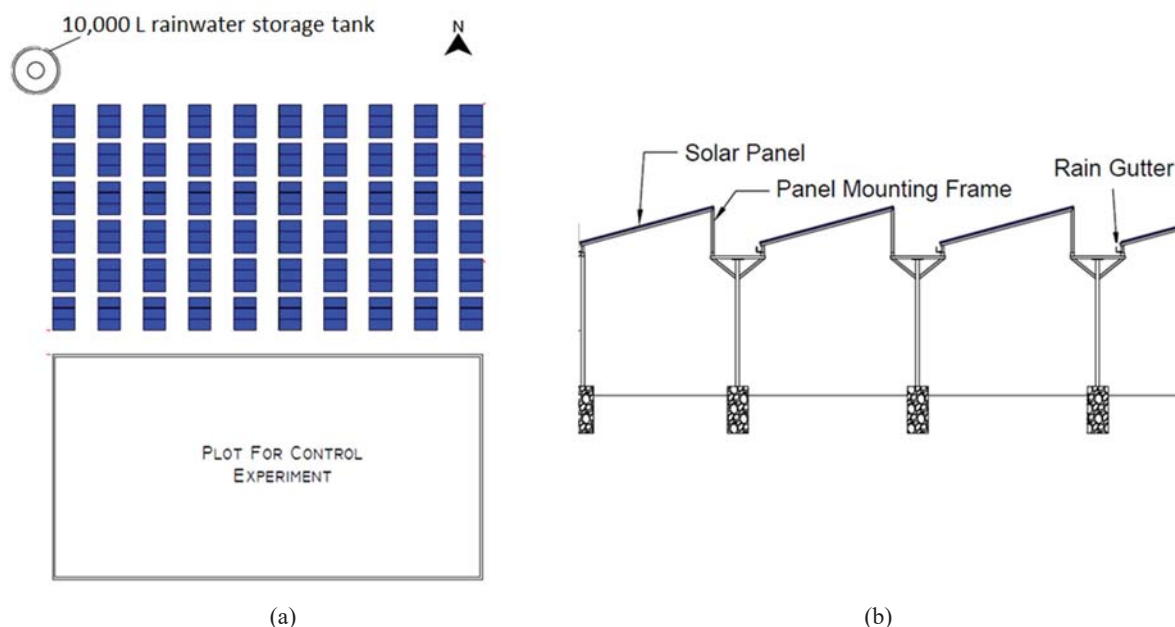 10,000 L rainwater storage tank
N
PLOT FOR CONTROL
EXPERIMENT
(a)
Solar Panel
Panel Mounting Frame
Rain Gutter
(b)